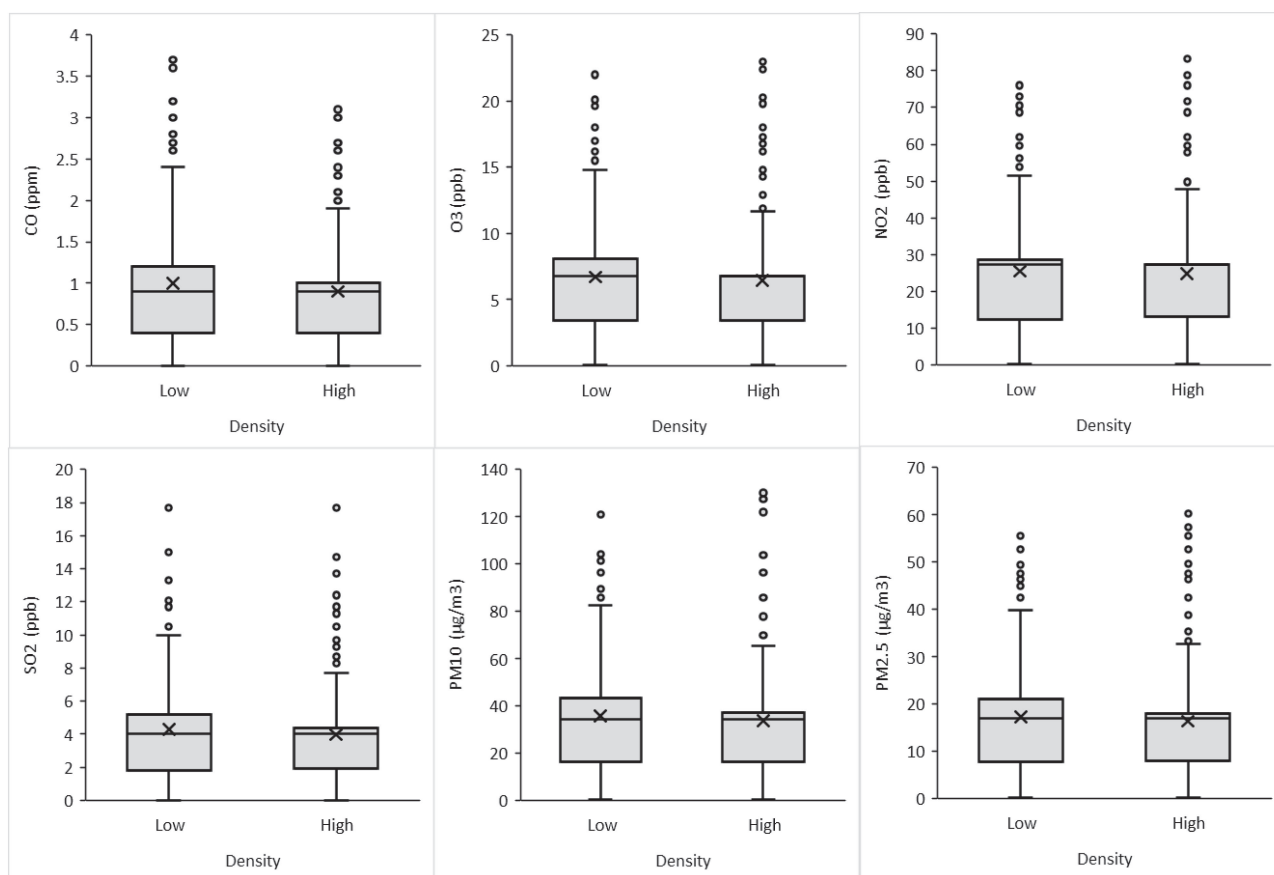 4
3.5
3
2.5
2
1.5
1
0.5
0
CO (ppm)
Low High
Density
25
20
15
10
5
0
O3 (ppb)
Low High
Density
90
80
70
60
50
40
30
20
10
0
NO2 (ppb)
Low High
Density
20
18
16
14
12
10
8
6
4
2
0
SO2 (ppb)
Low High
Density
140
120
100
80
60
40
20
0
PM10 (µg/m3)
Low High
Density
70
60
50
40
30
20
10
0
PM2.5 (µg/m3)
Low High
Density